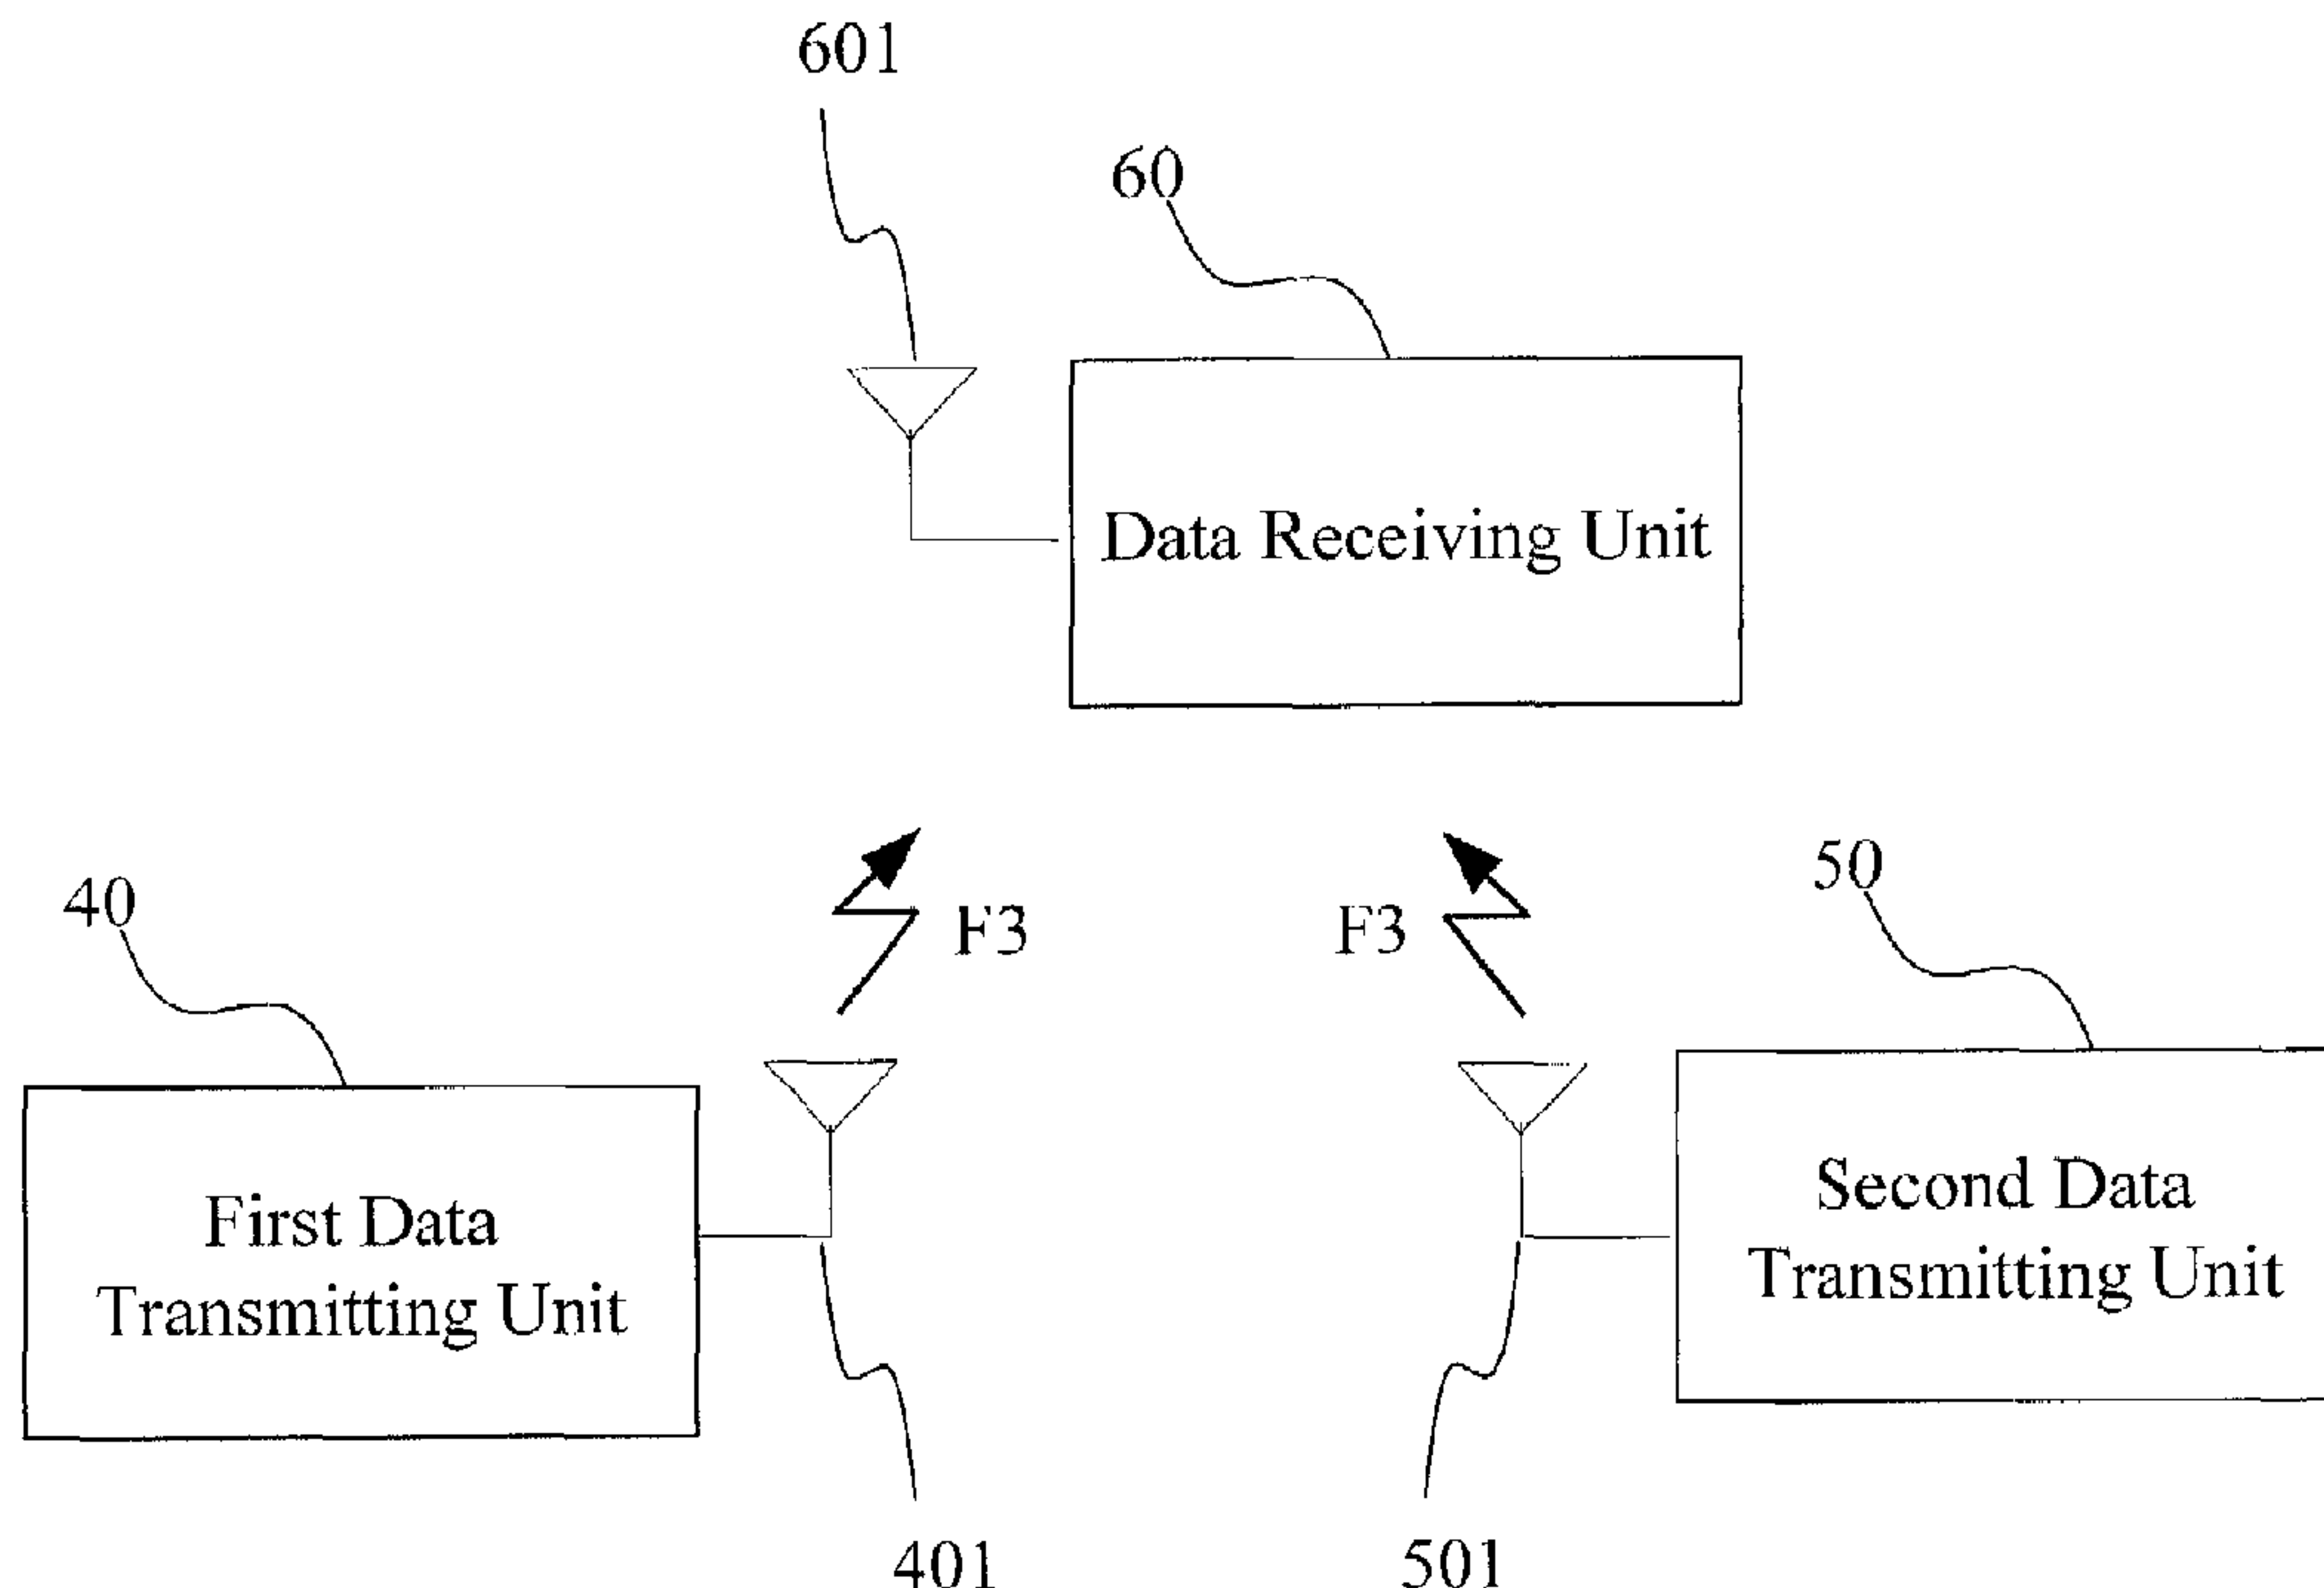 601
60
Data Receiving Unit
40
F3
F3
50
First Data
Transmitting Unit
Second Data
Transmitting Unit
401
501